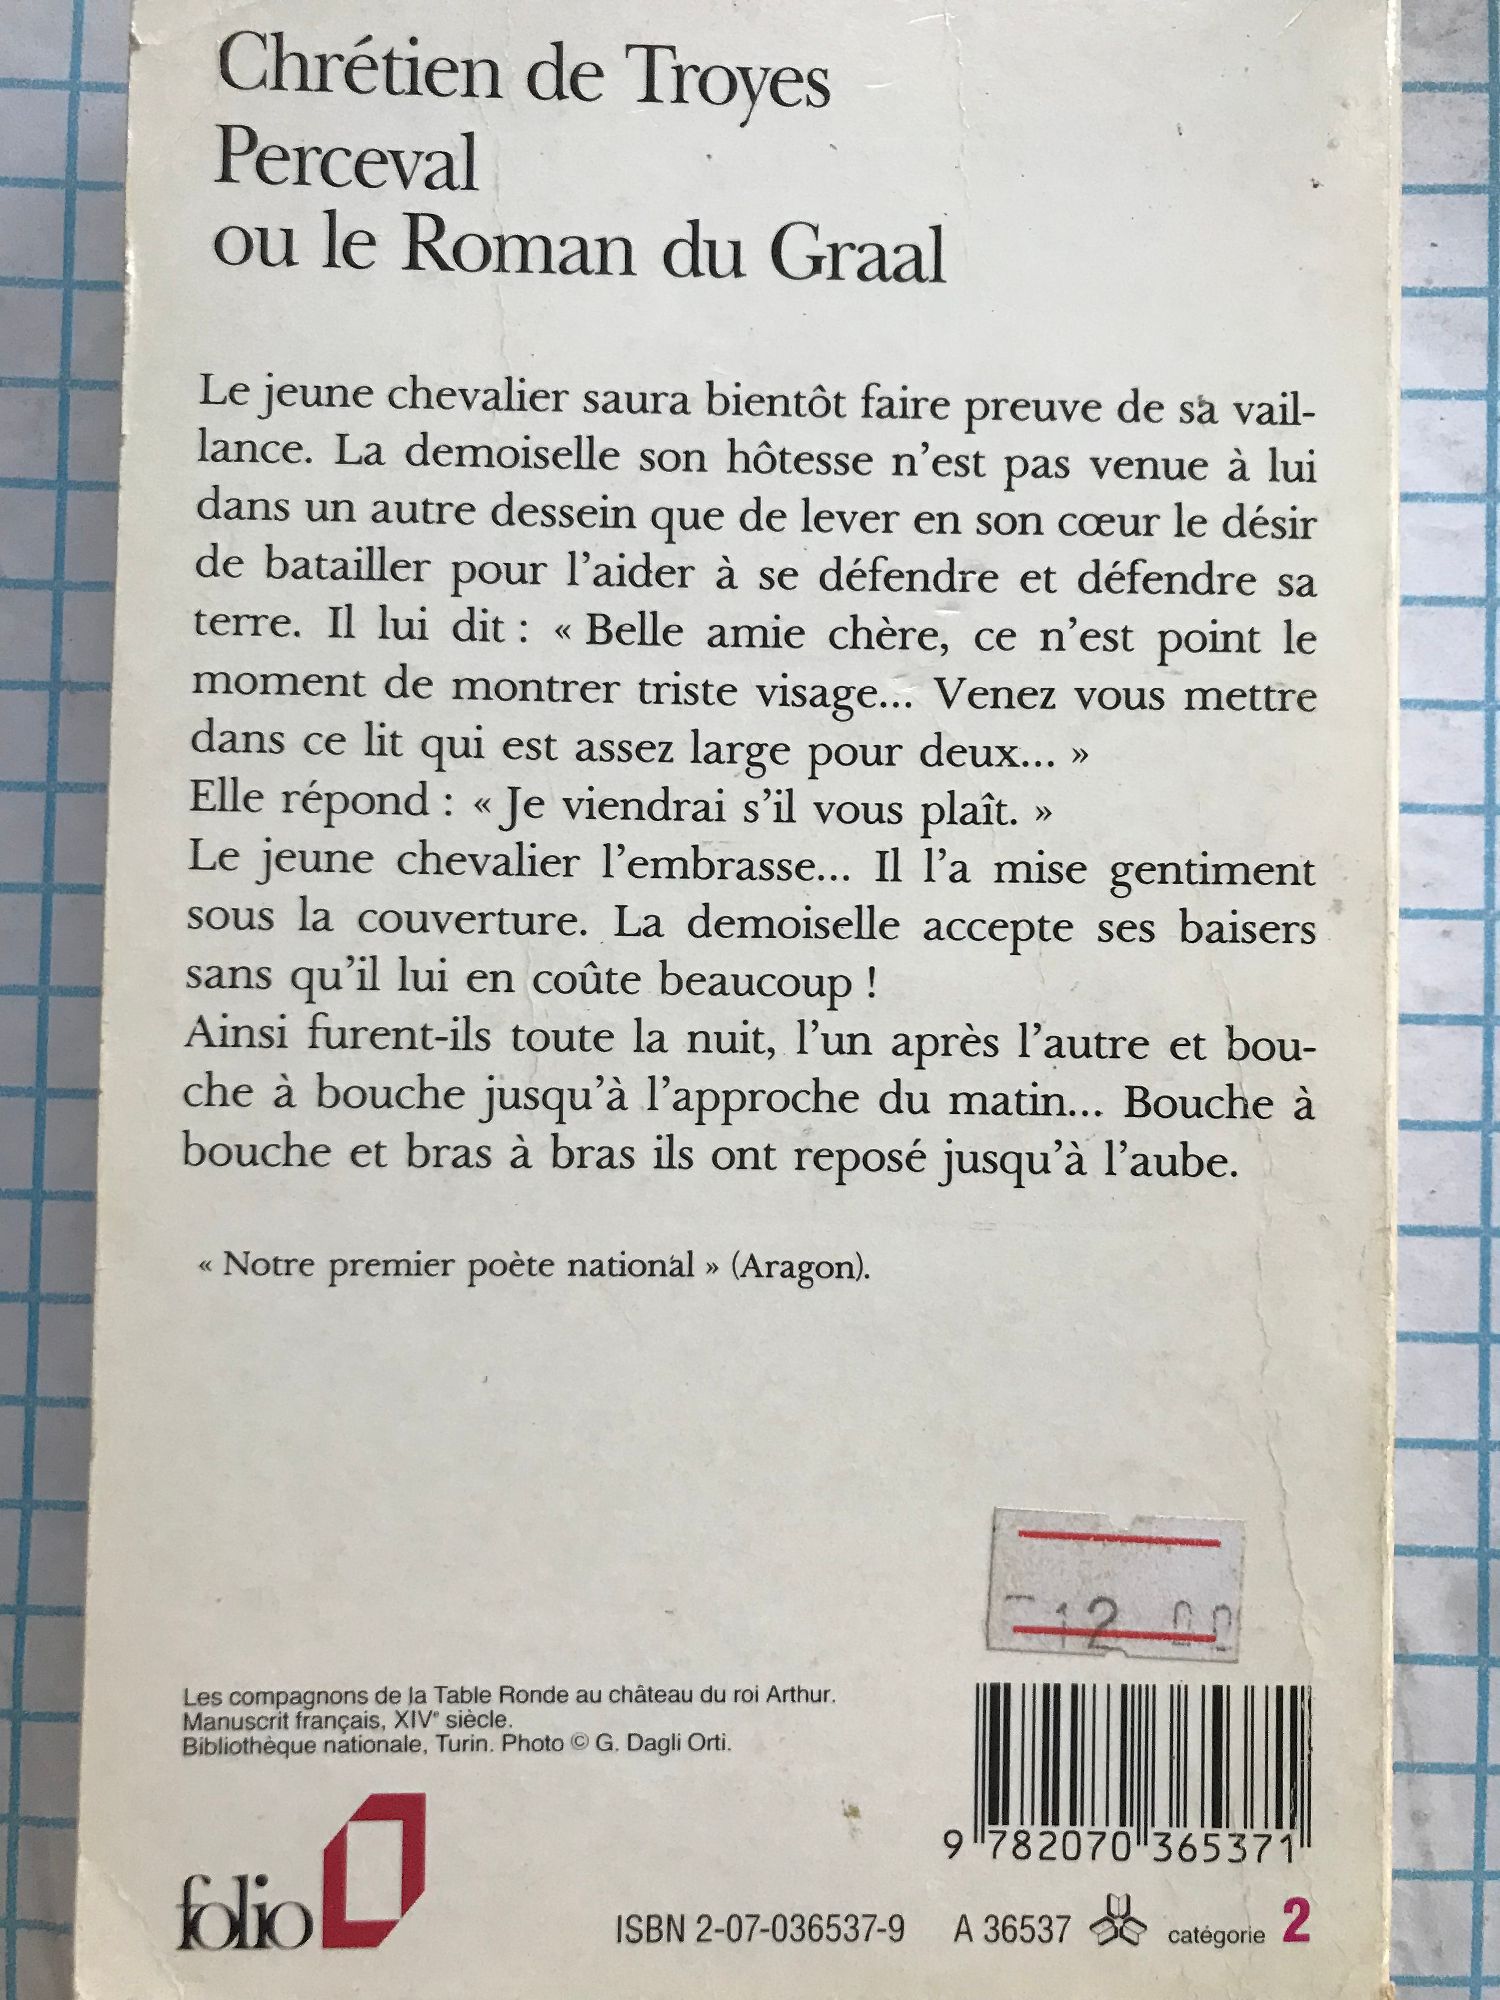 Chrétien de Troyes
Perceval
ou le Roman du Graal
Le jeune chevalier saura bientôt faire preuve de sa vail-
lance. La demoiselle son hôtesse n'est pas venue à lui
dans un autre dessein que de lever en son cœur le désir
de batailler pour l'aider à se défendre et défendre sa
terre. Il lui dit : « Belle amie chère, ce n'est point le
moment de montrer triste visage... Venez vous mettre
dans ce lit qui est assez large pour deux... »
Elle répond : « Je viendrai s'il vous plaît. »
Le jeune chevalier l'embrasse... Il l'a mise gentiment
sous la couverture. La demoiselle accepte ses baisers
sans qu'il lui en coûte beaucoup !
Ainsi furent-ils toute la nuit, l'un après l'autre et bou-
che à bouche jusqu'à l'approche du matin... Bouche à
bouche et bras à bras ils ont reposé jusqu'à l'aube.
« Notre premier poète national » (Aragon).
12 00
Les compagnons de la Table Ronde au château du roi Arthur.
Manuscrit français, XIVe siècle.
Bibliothèque nationale, Turin. Photo © G. Dagli Orti.
9 782070 365371
folio
ISBN 2-07-036537-9 A 36537 catégorie 2